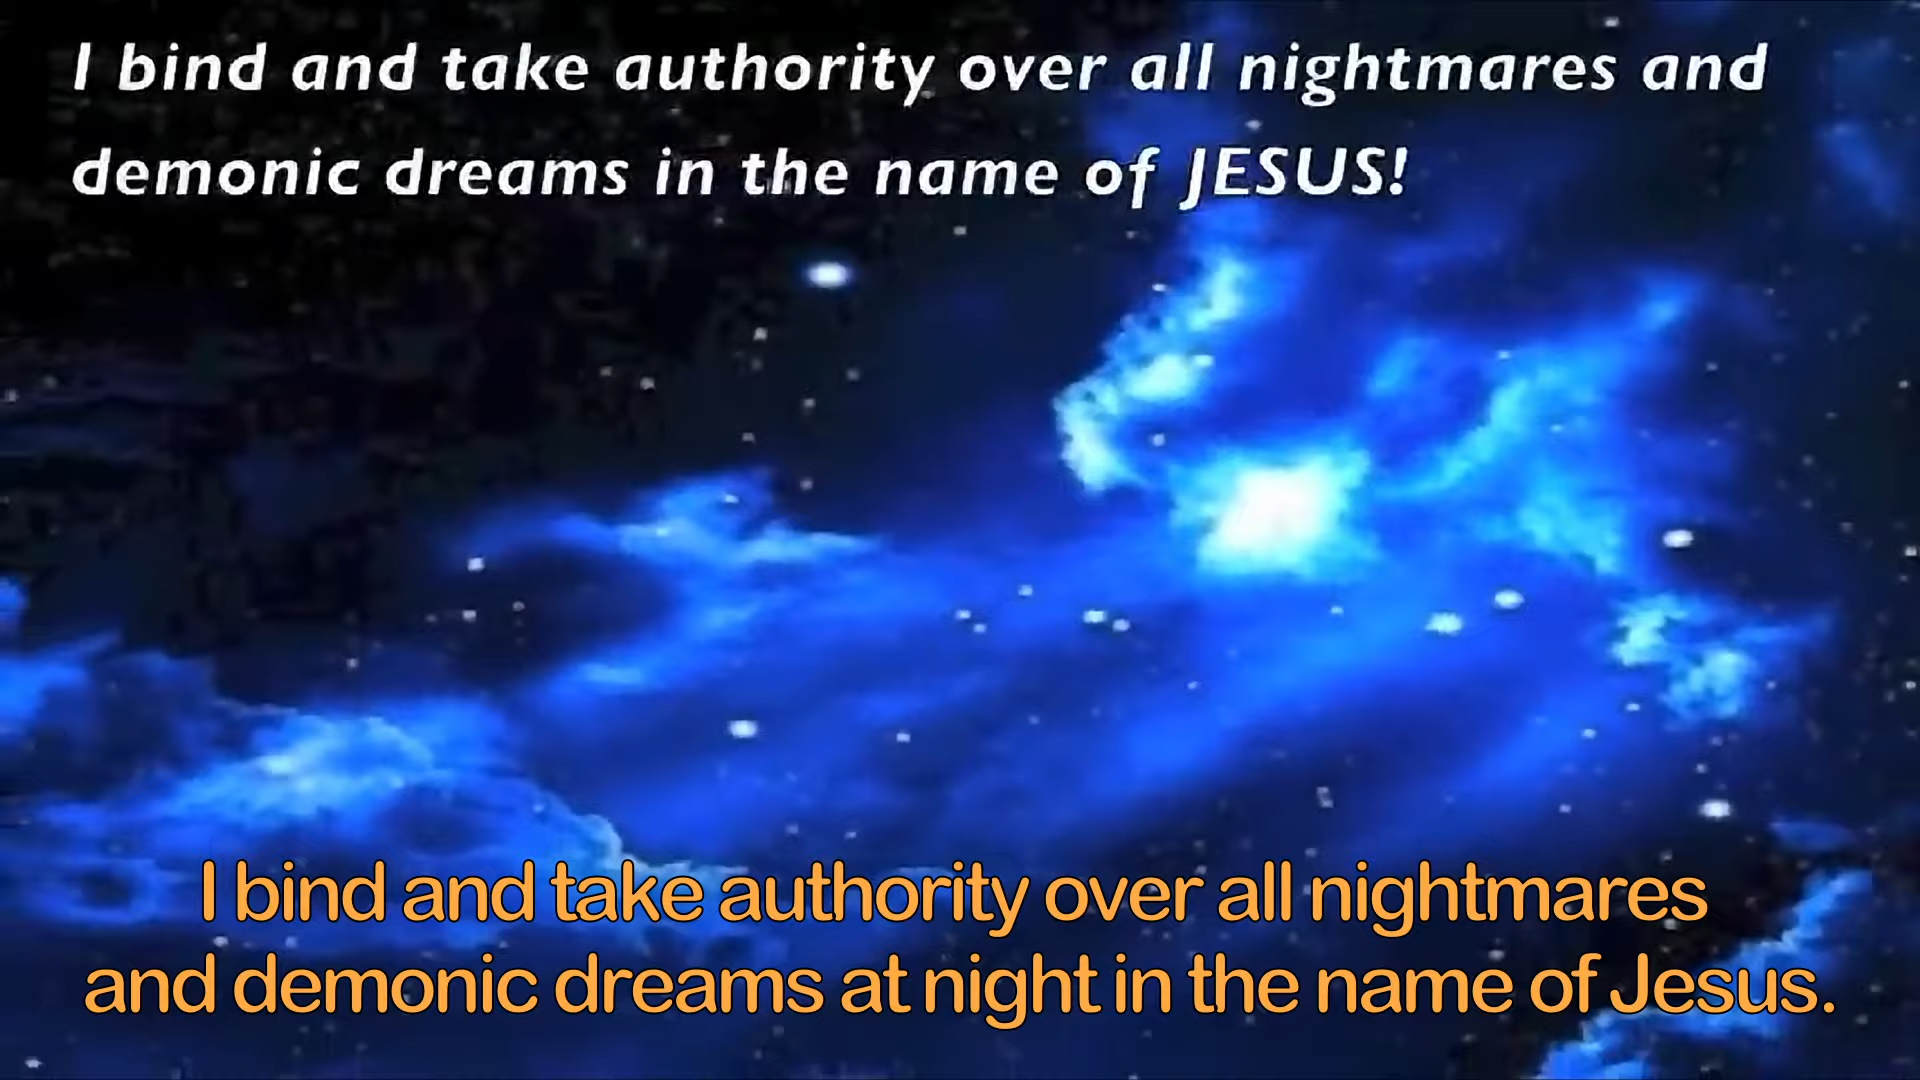 I bind and take authority over all nightmares and
demonic dreams in the name of JESUS!
I bind and take authority over all nightmares
and demonic dreams at night in the name of Jesus.